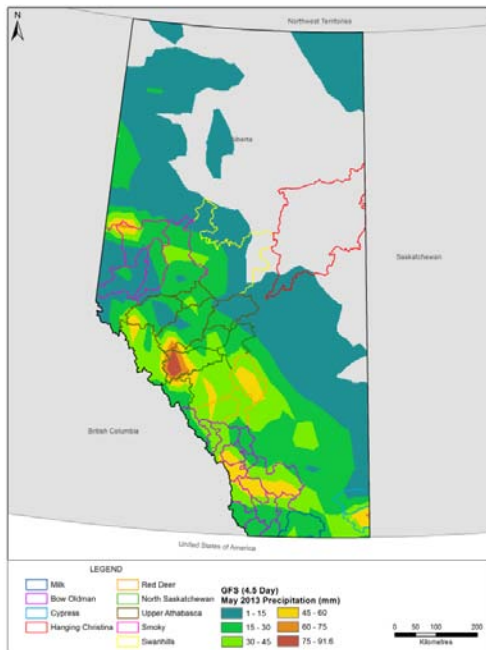 N
Northwest Territories
Alberta
Saskatchewan
British Columbia
United States of America
LEGEND
Milk
Bow Oldman
Cypress
Hanging Christina
Red Deer
North Saskatchewan
Upper Athabasca
Smoky
Swanhills
GFS (4.5 Day)
May 2013 Precipitation (mm)
1 - 15
15 - 30
30 - 45
45 - 60
60 - 75
75 - 91.6
0 100 200
Kilometres